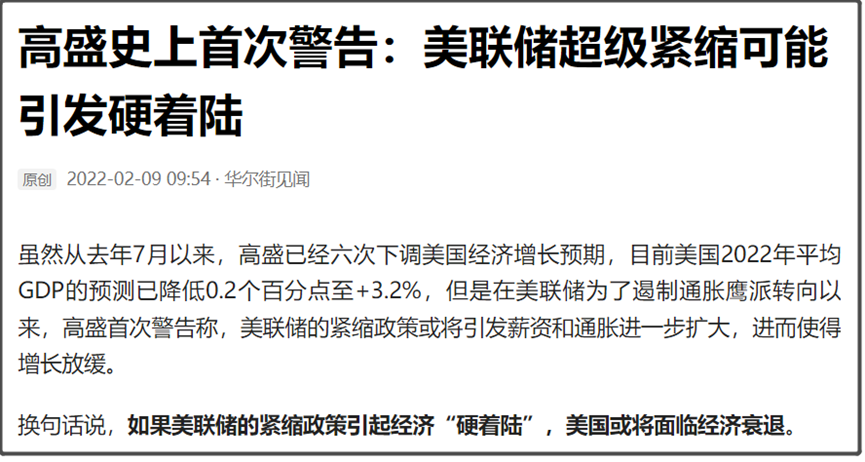 高盛史上首次警告：美联储超级紧缩可能
引发硬着陆
原创 2022-02-09 09:54 · 华尔街见闻
虽然从去年7月以来，高盛已经六次下调美国经济增长预期，目前美国2022年平均
GDP的预测已降低0.2个百分点至+3.2%，但是在美联储为了遏制通胀鹰派转向以
来，高盛首次警告称，美联储的紧缩政策或将引发薪资和通胀进一步扩大，进而使得
增长放缓。
换句话说，如果美联储的紧缩政策引起经济“硬着陆”，美国或将面临经济衰退。